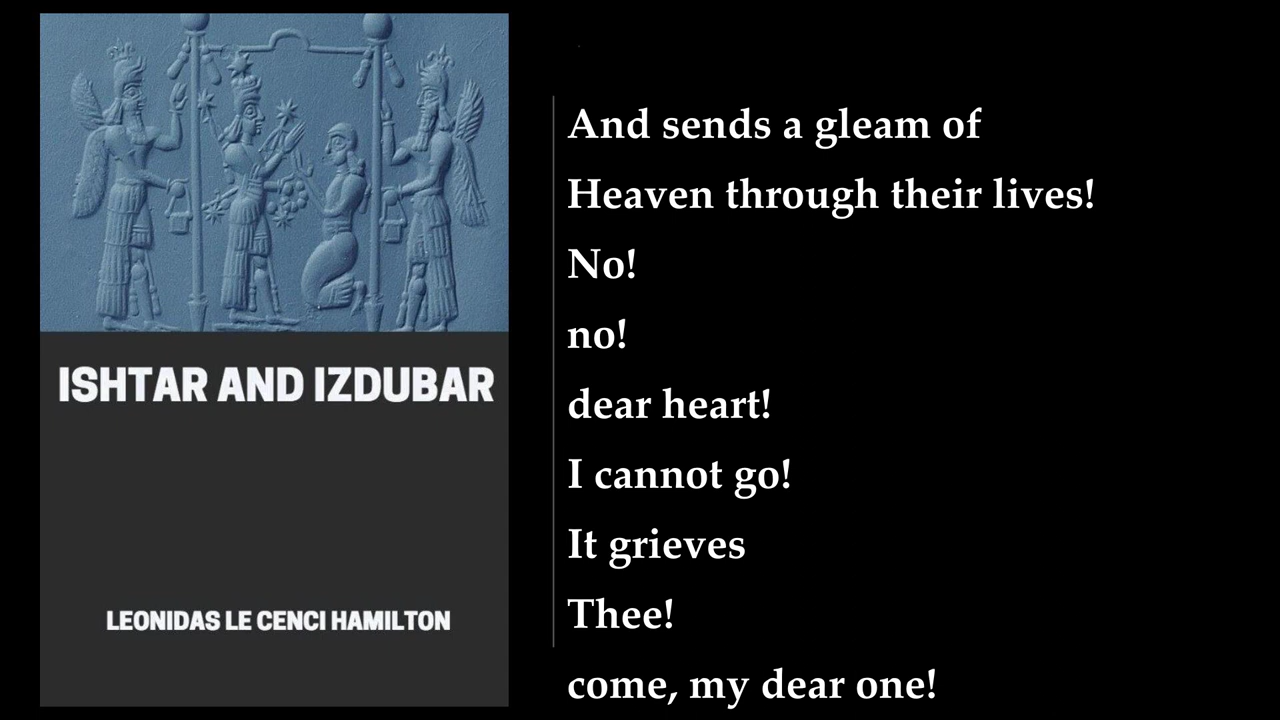 ISHTAR AND IZDUBAR
LEONIDAS LE CENCI HAMILTON
And sends a gleam of
Heaven through their lives!
No!
no!
dear heart!
I cannot go!
It grieves
Thee!
come, my dear one!